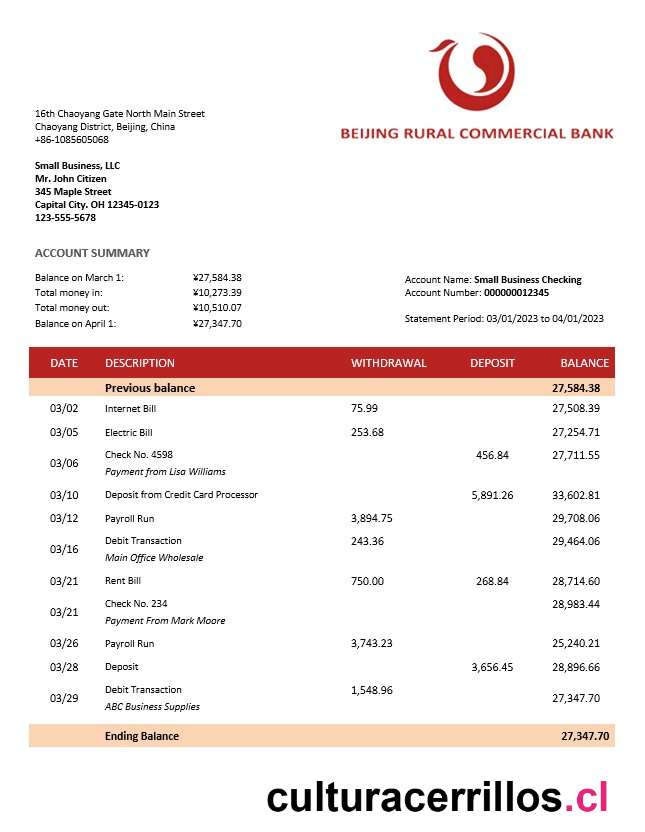 BEIJING RURAL COMMERCIAL BANK
16th Chaoyang Gate North Main Street
Chaoyang District, Beijing, China
+86-1085605068
Small Business, LLC
Mr. John Citizen
345 Maple Street
Capital City. OH 12345-0123
123-555-5678
ACCOUNT SUMMARY
Balance on March 1: ¥27,584.38
Total money in: ¥10,273.39
Total money out: ¥10,510.07
Balance on April 1: ¥27,347.70
Account Name: Small Business Checking
Account Number: 000000012345
Statement Period: 03/01/2023 to 04/01/2023
DATE DESCRIPTION WITHDRAWAL DEPOSIT BALANCE
Previous balance 27,584.38
03/02 Internet Bill 75.99 27,508.39
03/05 Electric Bill 253.68 27,254.71
03/06 Check No. 4598 456.84 27,711.55
Payment from Lisa Williams
03/10 Deposit from Credit Card Processor 5,891.26 33,602.81
03/12 Payroll Run 3,894.75 29,708.06
03/16 Debit Transaction 243.36 29,464.06
Main Office Wholesale
03/21 Rent Bill 750.00 268.84 28,714.60
03/21 Check No. 234 28,983.44
Payment From Mark Moore
03/26 Payroll Run 3,743.23 25,240.21
03/28 Deposit 3,656.45 28,896.66
03/29 Debit Transaction 1,548.96 27,347.70
ABC Business Supplies
Ending Balance 27,347.70
culturacerrillos.cl